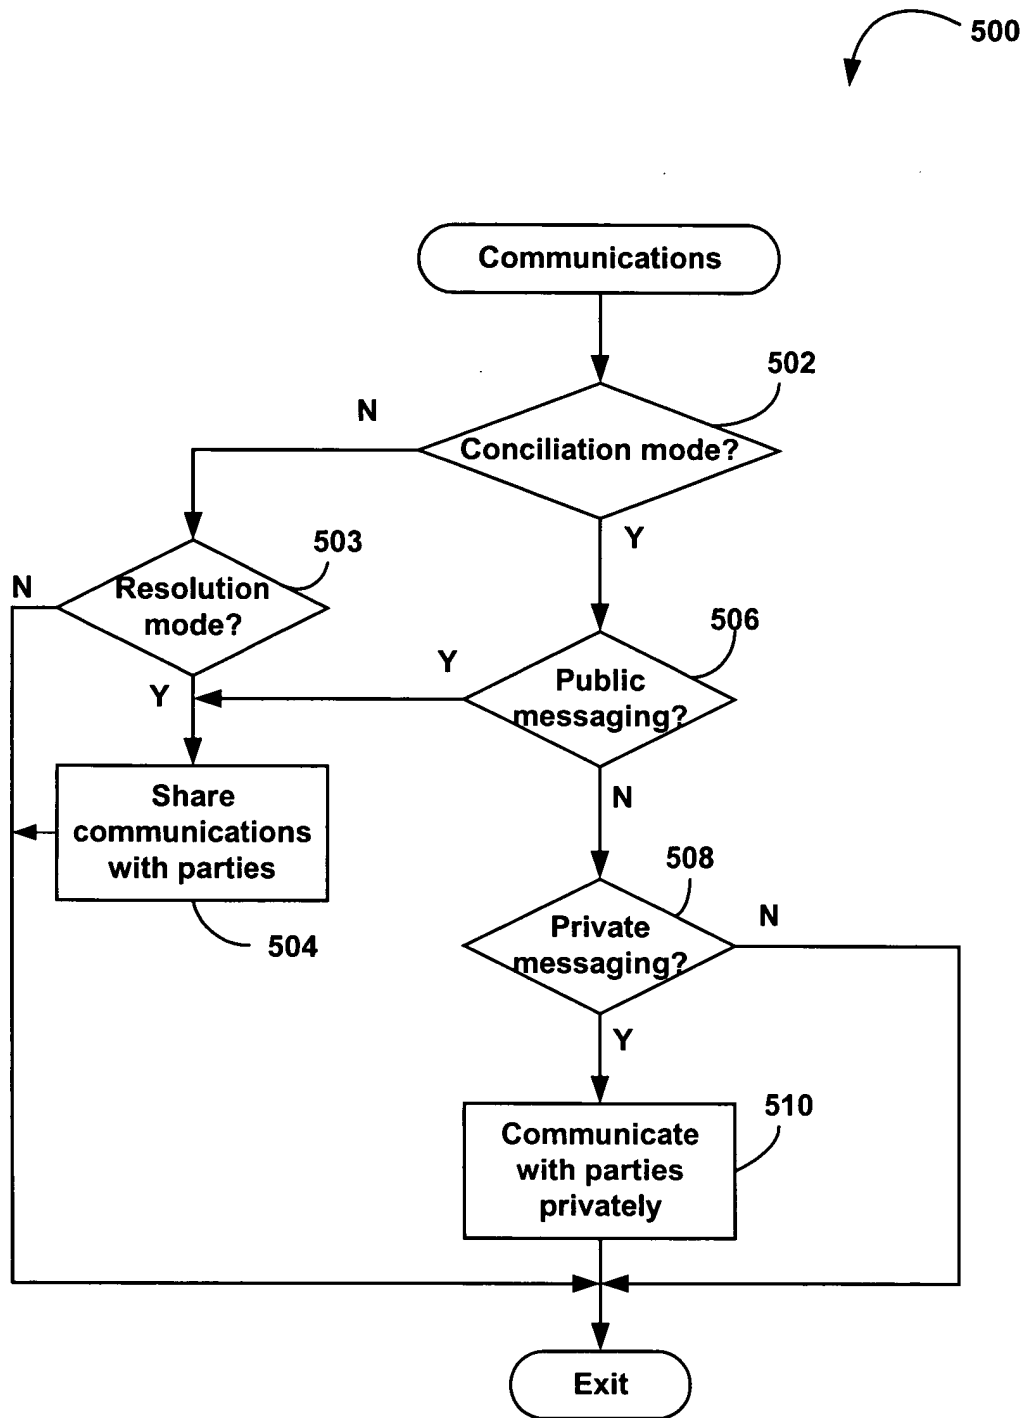 500
Communications
502
N
Conciliation mode?
Y
503
N
Resolution
mode?
506
Y
Public
messaging?
Y
N
Share
communications
with parties
504
508
N
Private
messaging?
Y
510
Communicate
with parties
privately
Exit